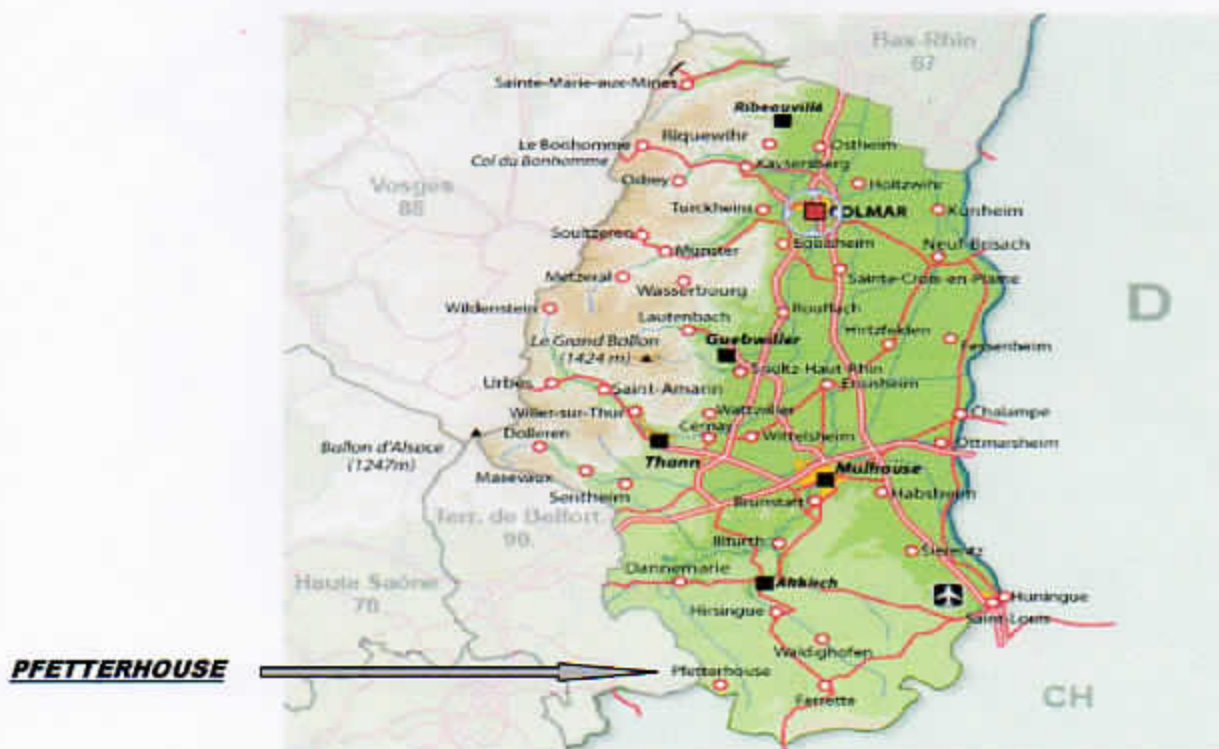 Bas-Rhin
67
Sainte-Marie-aux-Mines
Ribeauvillé
Riquewihr
Ostheim
Le Bonhomme
Col du Bonhomme
Kaysersberg
Orbey
Holtzwihr
Vosges
88
Turckheim
COLMAR
Kunheim
Soultzeren
Munster
Eguisheim
Neuf-Brisach
Metzeral
Wasserbourg
Sainte-Croix-en-Plaine
Wildenstein
Rouffach
D
Lautenbach
Hirtzfelden
Le Grand Ballon
(1424 m)
Guebwiller
Fessenheim
Soultz-Haut-Rhin
Urbès
Saint-Amarin
Ensisheim
Willer-sur-Thur
Wattwiller
Chalampe
Dolleren
Cernay
Wittelsheim
Ottmarsheim
Ballon d'Alsace
(1247m)
Thann
Mulhouse
Masevaux
Sentheim
Habsheim
Brunstatt
Terr. de Belfort
90
Illfurth
Sierentz
Dannemarie
Altkirch
Haute Saône
70
Huningue
Hirsingue
Saint-Louis
Waldighofen
PFETTERHOUSE
Pfetterhouse
Ferrette
CH